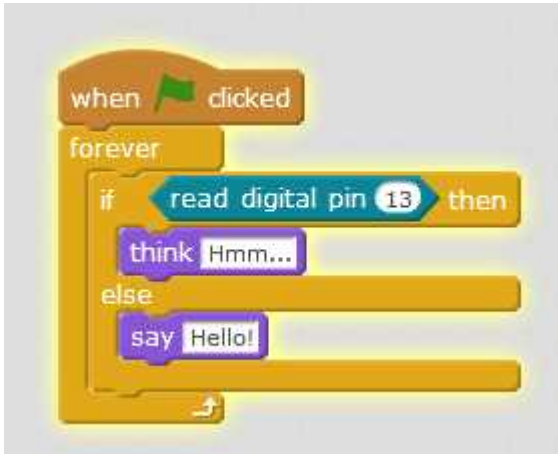 when clicked
forever
if read digital pin 13 then
think Hmm...
else
say Hello!